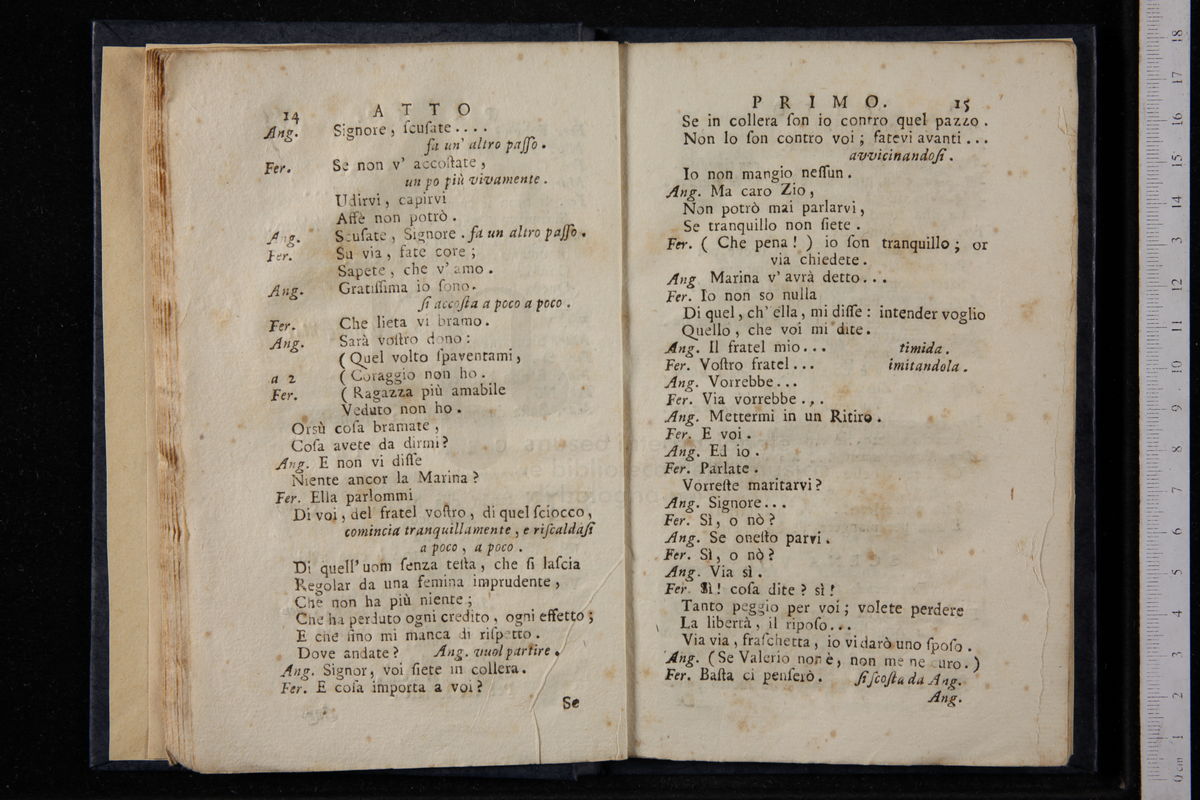 14 ATTO
Ang. Signore, ſcuſate....
fa un' altro paſſo.
Fer. Se non v' accoſtate,
un po più vivamente.
Udirvi, capirvi
Affè non potrò.
Ang. Scuſate, Signore. fa un altro paſſo.
Fer. Su via, fate core;
Sapete, che v' amo.
Ang. Gratiſſima io ſono.
ſi accoſta a poco a poco.
Fer. Che lieta vi bramo.
Ang. Sarà voſtro dono:
(Quel volto ſpaventami,
a 2 (Coraggio non ho.
Fer. (Ragazza più amabile
Veduto non ho.
Orsù coſa bramate,
Coſa avete da dirmi?
Ang. E non vi diſſe
Niente ancor la Marina?
Fer. Ella parlommi
Di voi, del fratel voſtro, di quel ſciocco,
comincia tranquillamente, e riſcaldaſi
a poco, a poco.
Di quell' uom ſenza teſta, che ſi laſcia
Regolar da una femina imprudente,
Che non ha più niente;
Che ha perduto ogni credito, ogni effetto;
E che ſino mi manca di riſpetto.
Dove andate? Ang. vuol partire.
Ang. Signor, voi ſiete in collera.
Fer. E coſa importa a voi?
Se
PRIMO. 15
Se in collera ſon io contro quel pazzo.
Non lo ſon contro voi; fatevi avanti...
avvicinandoſi.
Io non mangio neſſun.
Ang. Ma caro Zio,
Non potrò mai parlarvi,
Se tranquillo non ſiete.
Fer. (Che pena!) io ſon tranquillo; or
via chiedete.
Ang Marina v' avrà detto...
Fer. Io non so nulla
Di quel, ch' ella, mi diſſe: intender voglio
Quello, che voi mi dite.
Ang. Il fratel mio... timida.
Fer. Voſtro fratel... imitandola.
Ang. Vorrebbe...
Fer. Via vorrebbe...
Ang. Mettermi in un Ritiro.
Fer. E voi.
Ang. Ed io.
Fer. Parlate.
Vorreſte maritarvi?
Ang. Signore...
Fer. Sì, o nò?
Ang. Se oneſto parvi.
Fer. Sì, o nò?
Ang. Via sì.
Fer. Sì! coſa dite? sì!
Tanto peggio per voi; volete perdere
La libertà, il ripoſo...
Via via, fraſchetta, io vi darò uno ſpoſo.
Ang. (Se Valerio non è, non me ne curo.)
Fer. Baſta ci penſerò. ſi ſcoſta da Ang.
Ang.